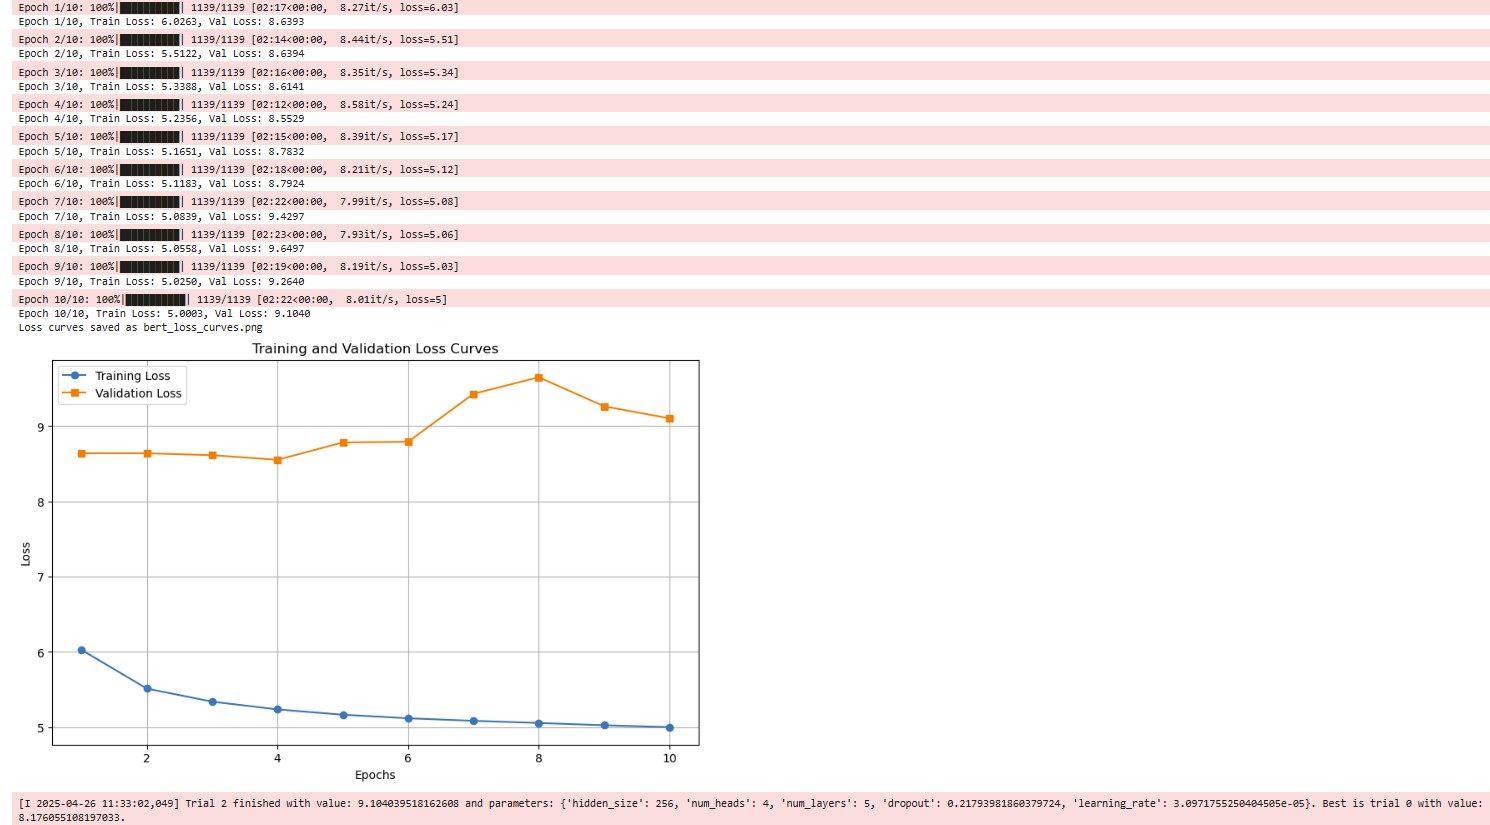 Epoch 1/10: 100%|██████████| 1139/1139 [02:17<00:00,  8.27it/s, loss=6.03]
Epoch 1/10, Train Loss: 6.0263, Val Loss: 8.6393
Epoch 2/10: 100%|██████████| 1139/1139 [02:14<00:00,  8.44it/s, loss=5.51]
Epoch 2/10, Train Loss: 5.5122, Val Loss: 8.6394
Epoch 3/10: 100%|██████████| 1139/1139 [02:16<00:00,  8.35it/s, loss=5.34]
Epoch 3/10, Train Loss: 5.3388, Val Loss: 8.6141
Epoch 4/10: 100%|██████████| 1139/1139 [02:12<00:00,  8.58it/s, loss=5.24]
Epoch 4/10, Train Loss: 5.2356, Val Loss: 8.5529
Epoch 5/10: 100%|██████████| 1139/1139 [02:15<00:00,  8.39it/s, loss=5.17]
Epoch 5/10, Train Loss: 5.1651, Val Loss: 8.7832
Epoch 6/10: 100%|██████████| 1139/1139 [02:18<00:00,  8.21it/s, loss=5.12]
Epoch 6/10, Train Loss: 5.1183, Val Loss: 8.7924
Epoch 7/10: 100%|██████████| 1139/1139 [02:22<00:00,  7.99it/s, loss=5.08]
Epoch 7/10, Train Loss: 5.0839, Val Loss: 9.4297
Epoch 8/10: 100%|██████████| 1139/1139 [02:23<00:00,  7.93it/s, loss=5.06]
Epoch 8/10, Train Loss: 5.0558, Val Loss: 9.6497
Epoch 9/10: 100%|██████████| 1139/1139 [02:19<00:00,  8.19it/s, loss=5.03]
Epoch 9/10, Train Loss: 5.0250, Val Loss: 9.2640
Epoch 10/10: 100%|██████████| 1139/1139 [02:22<00:00,  8.01it/s, loss=5]
Epoch 10/10, Train Loss: 5.0003, Val Loss: 9.1040
Loss curves saved as bert_loss_curves.png
Training and Validation Loss Curves
Training Loss
Validation Loss
9
8
7
6
5
Loss
2 4 6 8 10
Epochs
[I 2025-04-26 11:33:02,049] Trial 2 finished with value: 9.104039518162608 and parameters: {'hidden_size': 256, 'num_heads': 4, 'num_layers': 5, 'dropout': 0.21793981860379724, 'learning_rate': 3.0971755250404505e-05}. Best is trial 0 with value:
8.176055108197033.